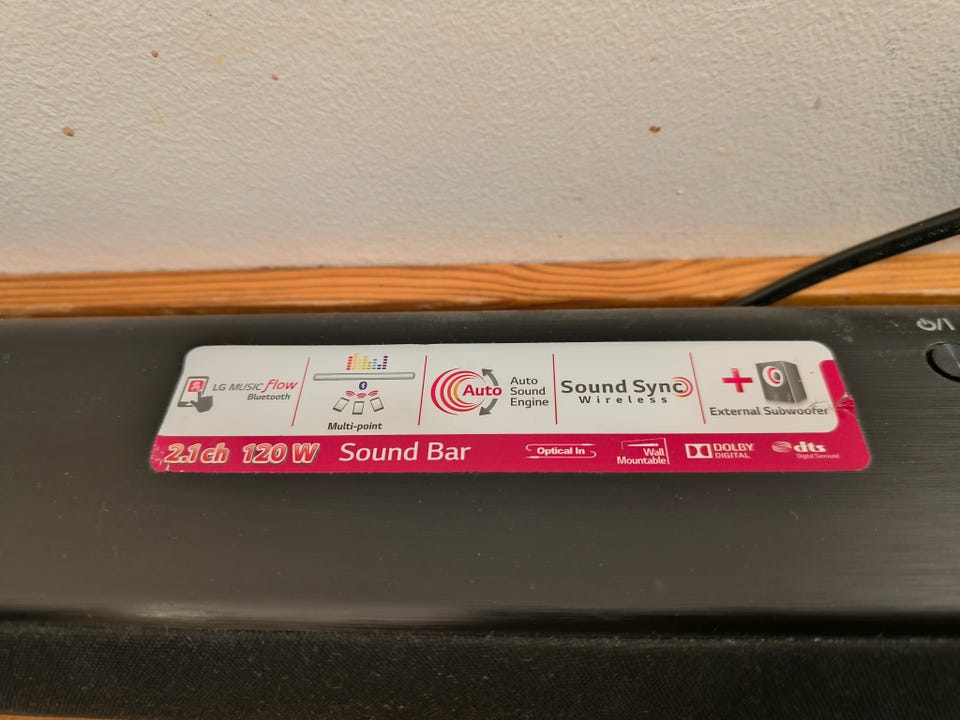 LG MUSIC flow
Bluetooth
Multi-point
Auto
Auto
Sound
Engine
Sound Sync
Wireless
External Subwoofer
2.1 ch 120 W Sound Bar
Optical In
Wall
Mountable
DOLBY
DIGITAL
dts
Digital Surround